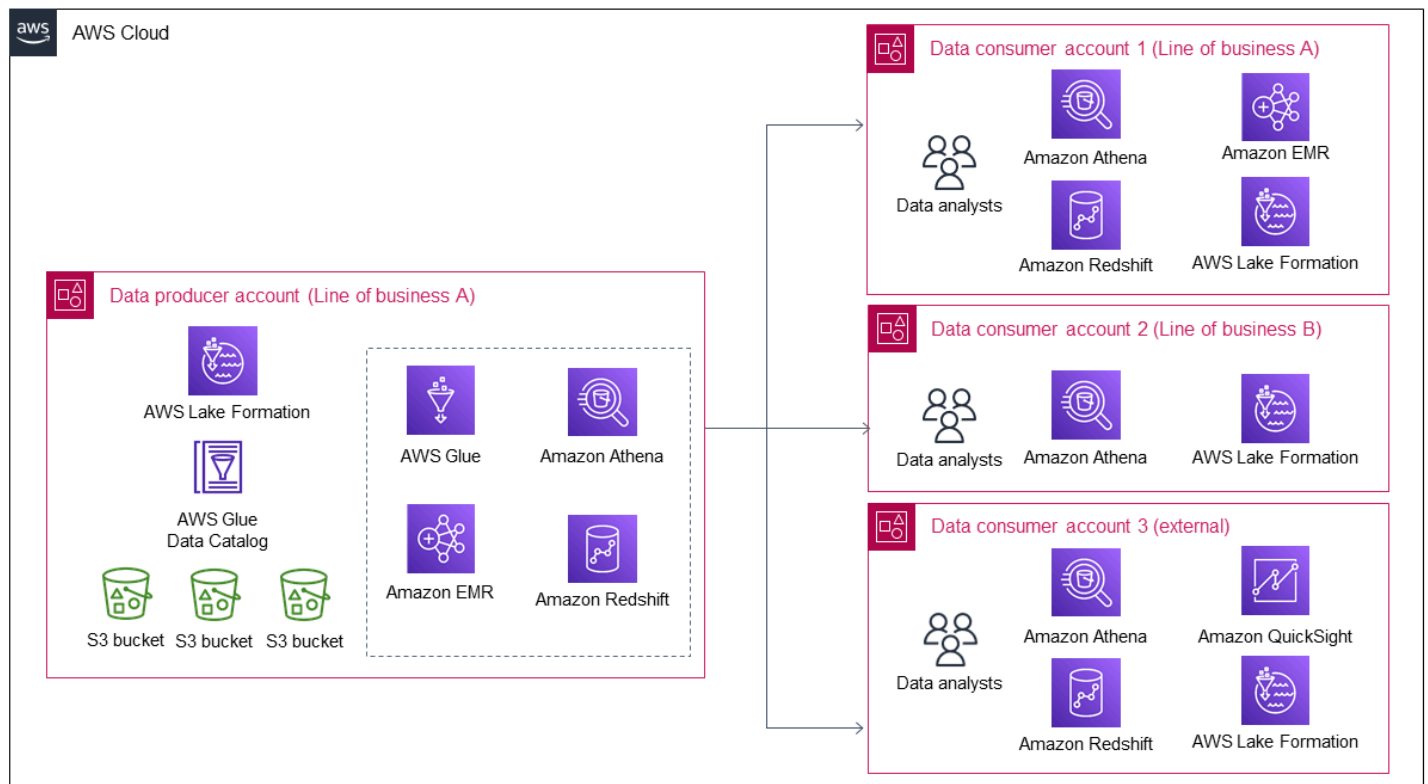 aws
AWS Cloud
Data producer account (Line of business A)
AWS Lake Formation
AWS Glue
Data Catalog
S3 bucket
S3 bucket
S3 bucket
AWS Glue
Amazon Athena
Amazon EMR
Amazon Redshift
Data consumer account 1 (Line of business A)
Data analysts
Amazon Athena
Amazon EMR
Amazon Redshift
AWS Lake Formation
Data consumer account 2 (Line of business B)
Data analysts
Amazon Athena
AWS Lake Formation
Data consumer account 3 (external)
Data analysts
Amazon Athena
Amazon QuickSight
Amazon Redshift
AWS Lake Formation